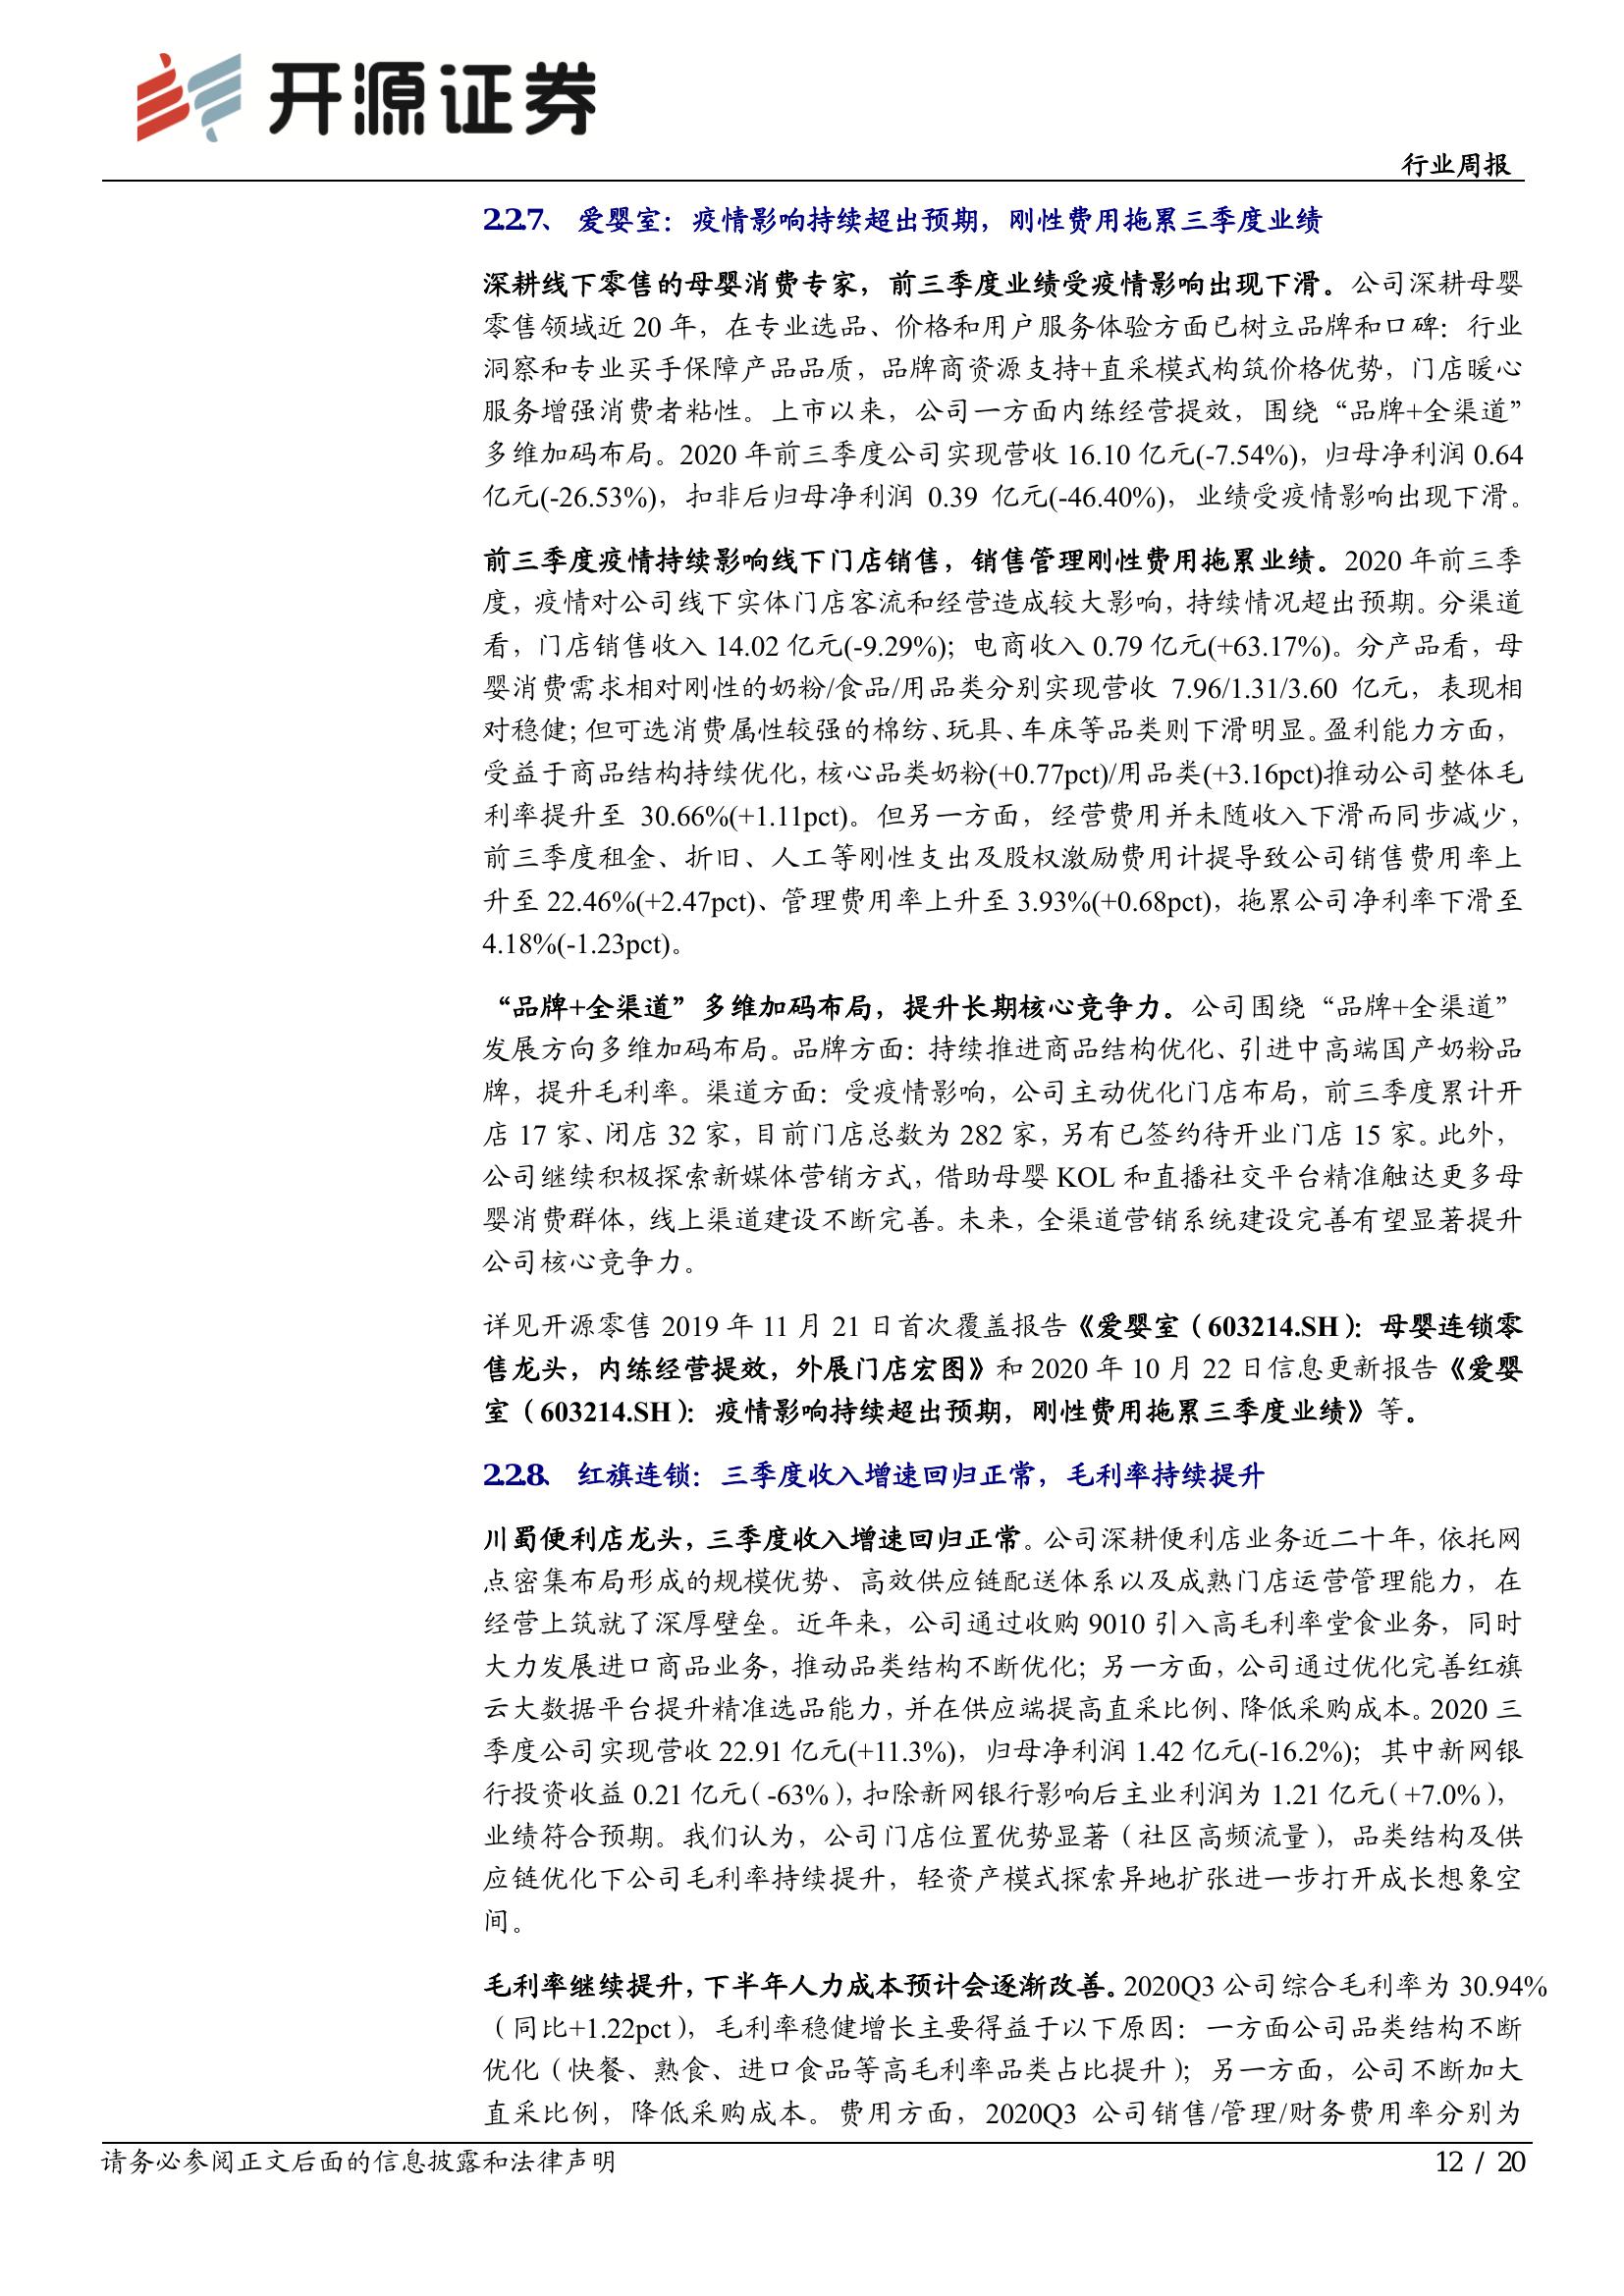 开源证券
行业周报
2.2.7、 爱婴室：疫情影响持续超出预期，刚性费用拖累三季度业绩
深耕线下零售的母婴消费专家，前三季度业绩受疫情影响出现下滑。公司深耕母婴
零售领域近 20 年，在专业选品、价格和用户服务体验方面已树立品牌和口碑：行业
洞察和专业买手保障产品品质，品牌商资源支持+直采模式构筑价格优势，门店暖心
服务增强消费者粘性。上市以来，公司一方面内练经营提效，围绕“品牌+全渠道”
多维加码布局。2020 年前三季度公司实现营收 16.10 亿元(-7.54%)，归母净利润 0.64
亿元(-26.53%)，扣非后归母净利润 0.39 亿元(-46.40%)，业绩受疫情影响出现下滑。
前三季度疫情持续影响线下门店销售，销售管理刚性费用拖累业绩。2020 年前三季
度，疫情对公司线下实体门店客流和经营造成较大影响，持续情况超出预期。分渠道
看，门店销售收入 14.02 亿元(-9.29%)；电商收入 0.79 亿元(+63.17%)。分产品看，母
婴消费需求相对刚性的奶粉/食品/用品类分别实现营收 7.96/1.31/3.60 亿元，表现相
对稳健；但可选消费属性较强的棉纺、玩具、车床等品类则下滑明显。盈利能力方面，
受益于商品结构持续优化，核心品类奶粉(+0.77pct)/用品类(+3.16pct)推动公司整体毛
利率提升至 30.66%(+1.11pct)。但另一方面，经营费用并未随收入下滑而同步减少，
前三季度租金、折旧、人工等刚性支出及股权激励费用计提导致公司销售费用率上
升至 22.46%(+2.47pct)、管理费用率上升至 3.93%(+0.68pct)，拖累公司净利率下滑至
4.18%(-1.23pct)。
“品牌+全渠道”多维加码布局，提升长期核心竞争力。公司围绕“品牌+全渠道”
发展方向多维加码布局。品牌方面：持续推进商品结构优化、引进中高端国产奶粉品
牌，提升毛利率。渠道方面：受疫情影响，公司主动优化门店布局，前三季度累计开
店 17 家、闭店 32 家，目前门店总数为 282 家，另有已签约待开业门店 15 家。此外，
公司继续积极探索新媒体营销方式，借助母婴 KOL 和直播社交平台精准触达更多母
婴消费群体，线上渠道建设不断完善。未来，全渠道营销系统建设完善有望显著提升
公司核心竞争力。
详见开源零售 2019 年 11 月 21 日首次覆盖报告《爱婴室（603214.SH）：母婴连锁零
售龙头，内练经营提效，外展门店宏图》和 2020 年 10 月 22 日信息更新报告《爱婴
室（603214.SH）：疫情影响持续超出预期，刚性费用拖累三季度业绩》等。
2.2.8、 红旗连锁：三季度收入增速回归正常，毛利率持续提升
川蜀便利店龙头，三季度收入增速回归正常。公司深耕便利店业务近二十年，依托网
点密集布局形成的规模优势、高效供应链配送体系以及成熟门店运营管理能力，在
经营上筑就了深厚壁垒。近年来，公司通过收购 9010 引入高毛利率堂食业务，同时
大力发展进口商品业务，推动品类结构不断优化；另一方面，公司通过优化完善红旗
云大数据平台提升精准选品能力，并在供应端提高直采比例、降低采购成本。2020 三
季度公司实现营收 22.91 亿元(+11.3%)，归母净利润 1.42 亿元(-16.2%)；其中新网银
行投资收益 0.21 亿元（-63%），扣除新网银行影响后主业利润为 1.21 亿元（+7.0%），
业绩符合预期。我们认为，公司门店位置优势显著（社区高频流量），品类结构及供
应链优化下公司毛利率持续提升，轻资产模式探索异地扩张进一步打开成长想象空
间。
毛利率继续提升，下半年人力成本预计会逐渐改善。2020Q3 公司综合毛利率为 30.94%
（同比+1.22pct），毛利率稳健增长主要得益于以下原因：一方面公司品类结构不断
优化（快餐、熟食、进口食品等高毛利率品类占比提升）；另一方面，公司不断加大
直采比例，降低采购成本。费用方面，2020Q3 公司销售/管理/财务费用率分别为
请务必参阅正文后面的信息披露和法律声明
12 / 20